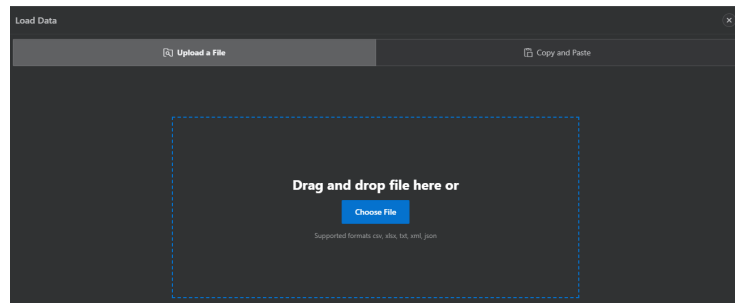 Load Data
Upload a File
Copy and Paste
Drag and drop file here or
Choose File
Supported formats csv, xlsx, txt, xml, json